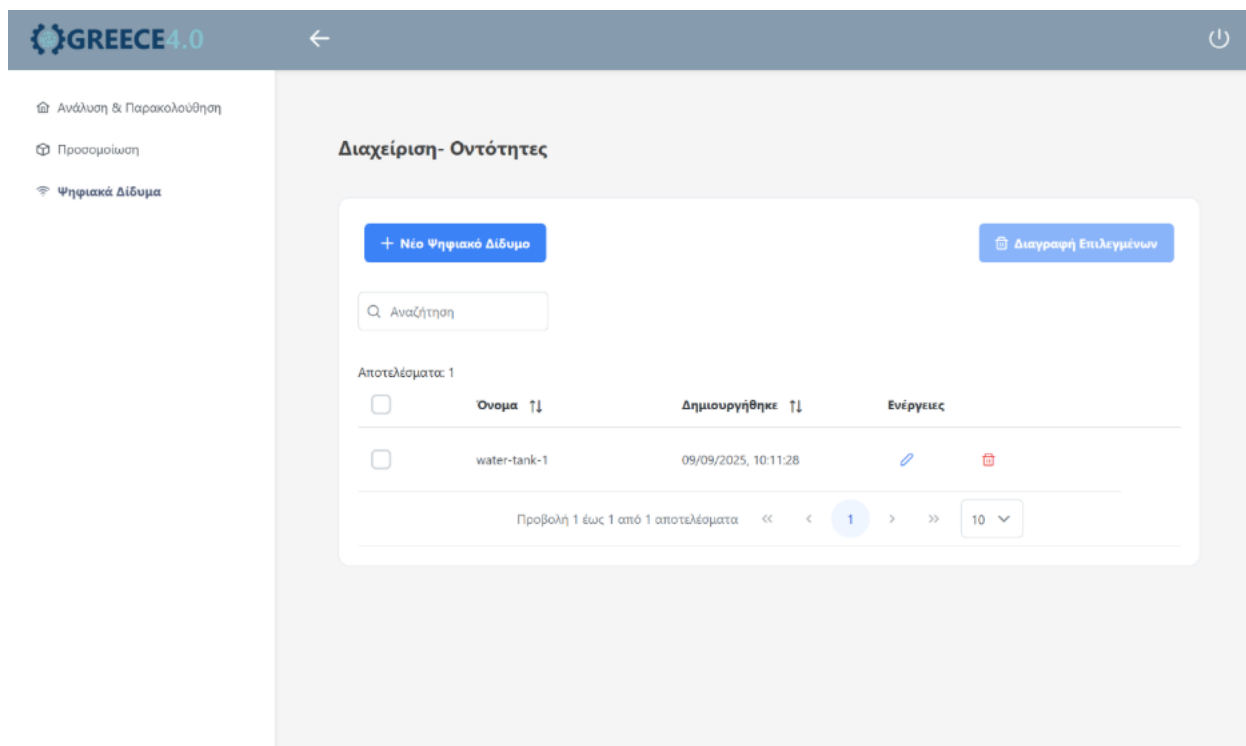 GREECE4.0
Ανάλυση & Παρακολούθηση
Προσομοίωση
Ψηφιακά Δίδυμα
Διαχείριση- Οντότητες
+ Νέο Ψηφιακό Δίδυμο
Διαγραφή Επιλεγμένων
Αναζήτηση
Αποτελέσματα: 1
Όνομα ↑↓ Δημιουργήθηκε ↑↓ Ενέργειες
water-tank-1 09/09/2025, 10:11:28
Προβολή 1 έως 1 από 1 αποτελέσματα « ‹ 1 › » 10